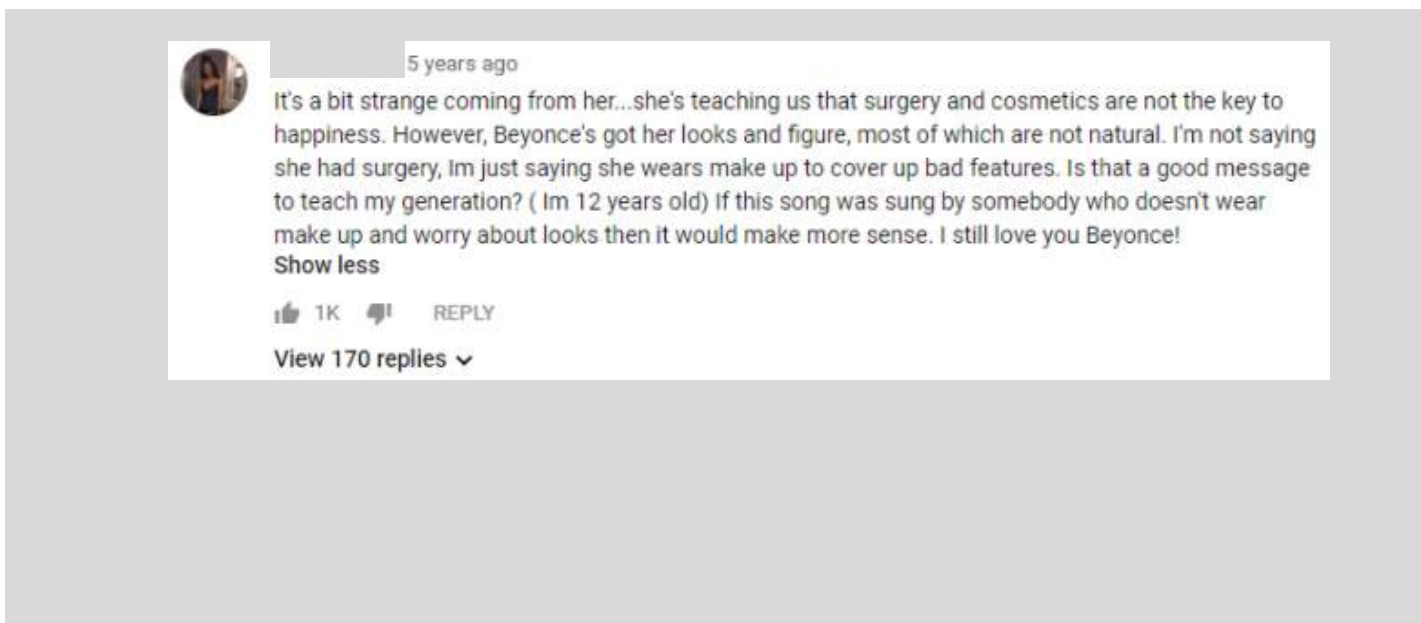 5 years ago
It's a bit strange coming from her...she's teaching us that surgery and cosmetics are not the key to
happiness. However, Beyonce's got her looks and figure, most of which are not natural. I'm not saying
she had surgery, Im just saying she wears make up to cover up bad features. Is that a good message
to teach my generation? ( Im 12 years old) If this song was sung by somebody who doesn't wear
make up and worry about looks then it would make more sense. I still love you Beyonce!
Show less
1K REPLY
View 170 replies